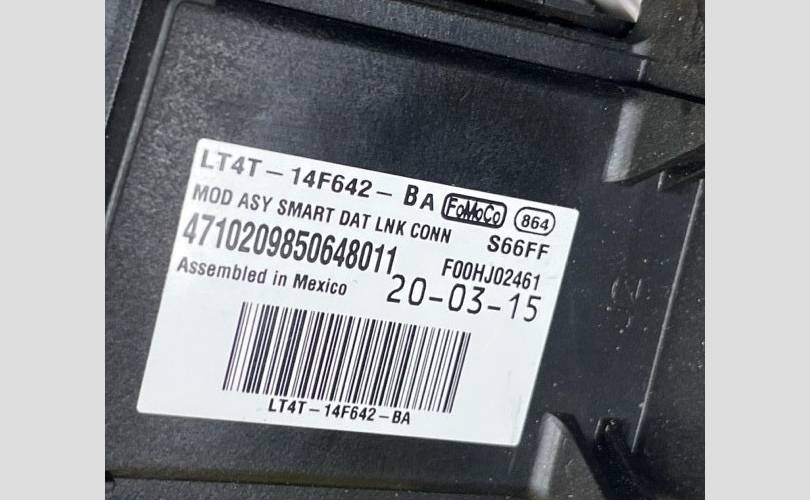 LT4T-14F642-BA FoMoCo 864
MOD ASY SMART DAT LNK CONN S66FF
4710209850648011 F00HJ02461
Assembled in Mexico 20-03-15
LT4T-14F642-BA